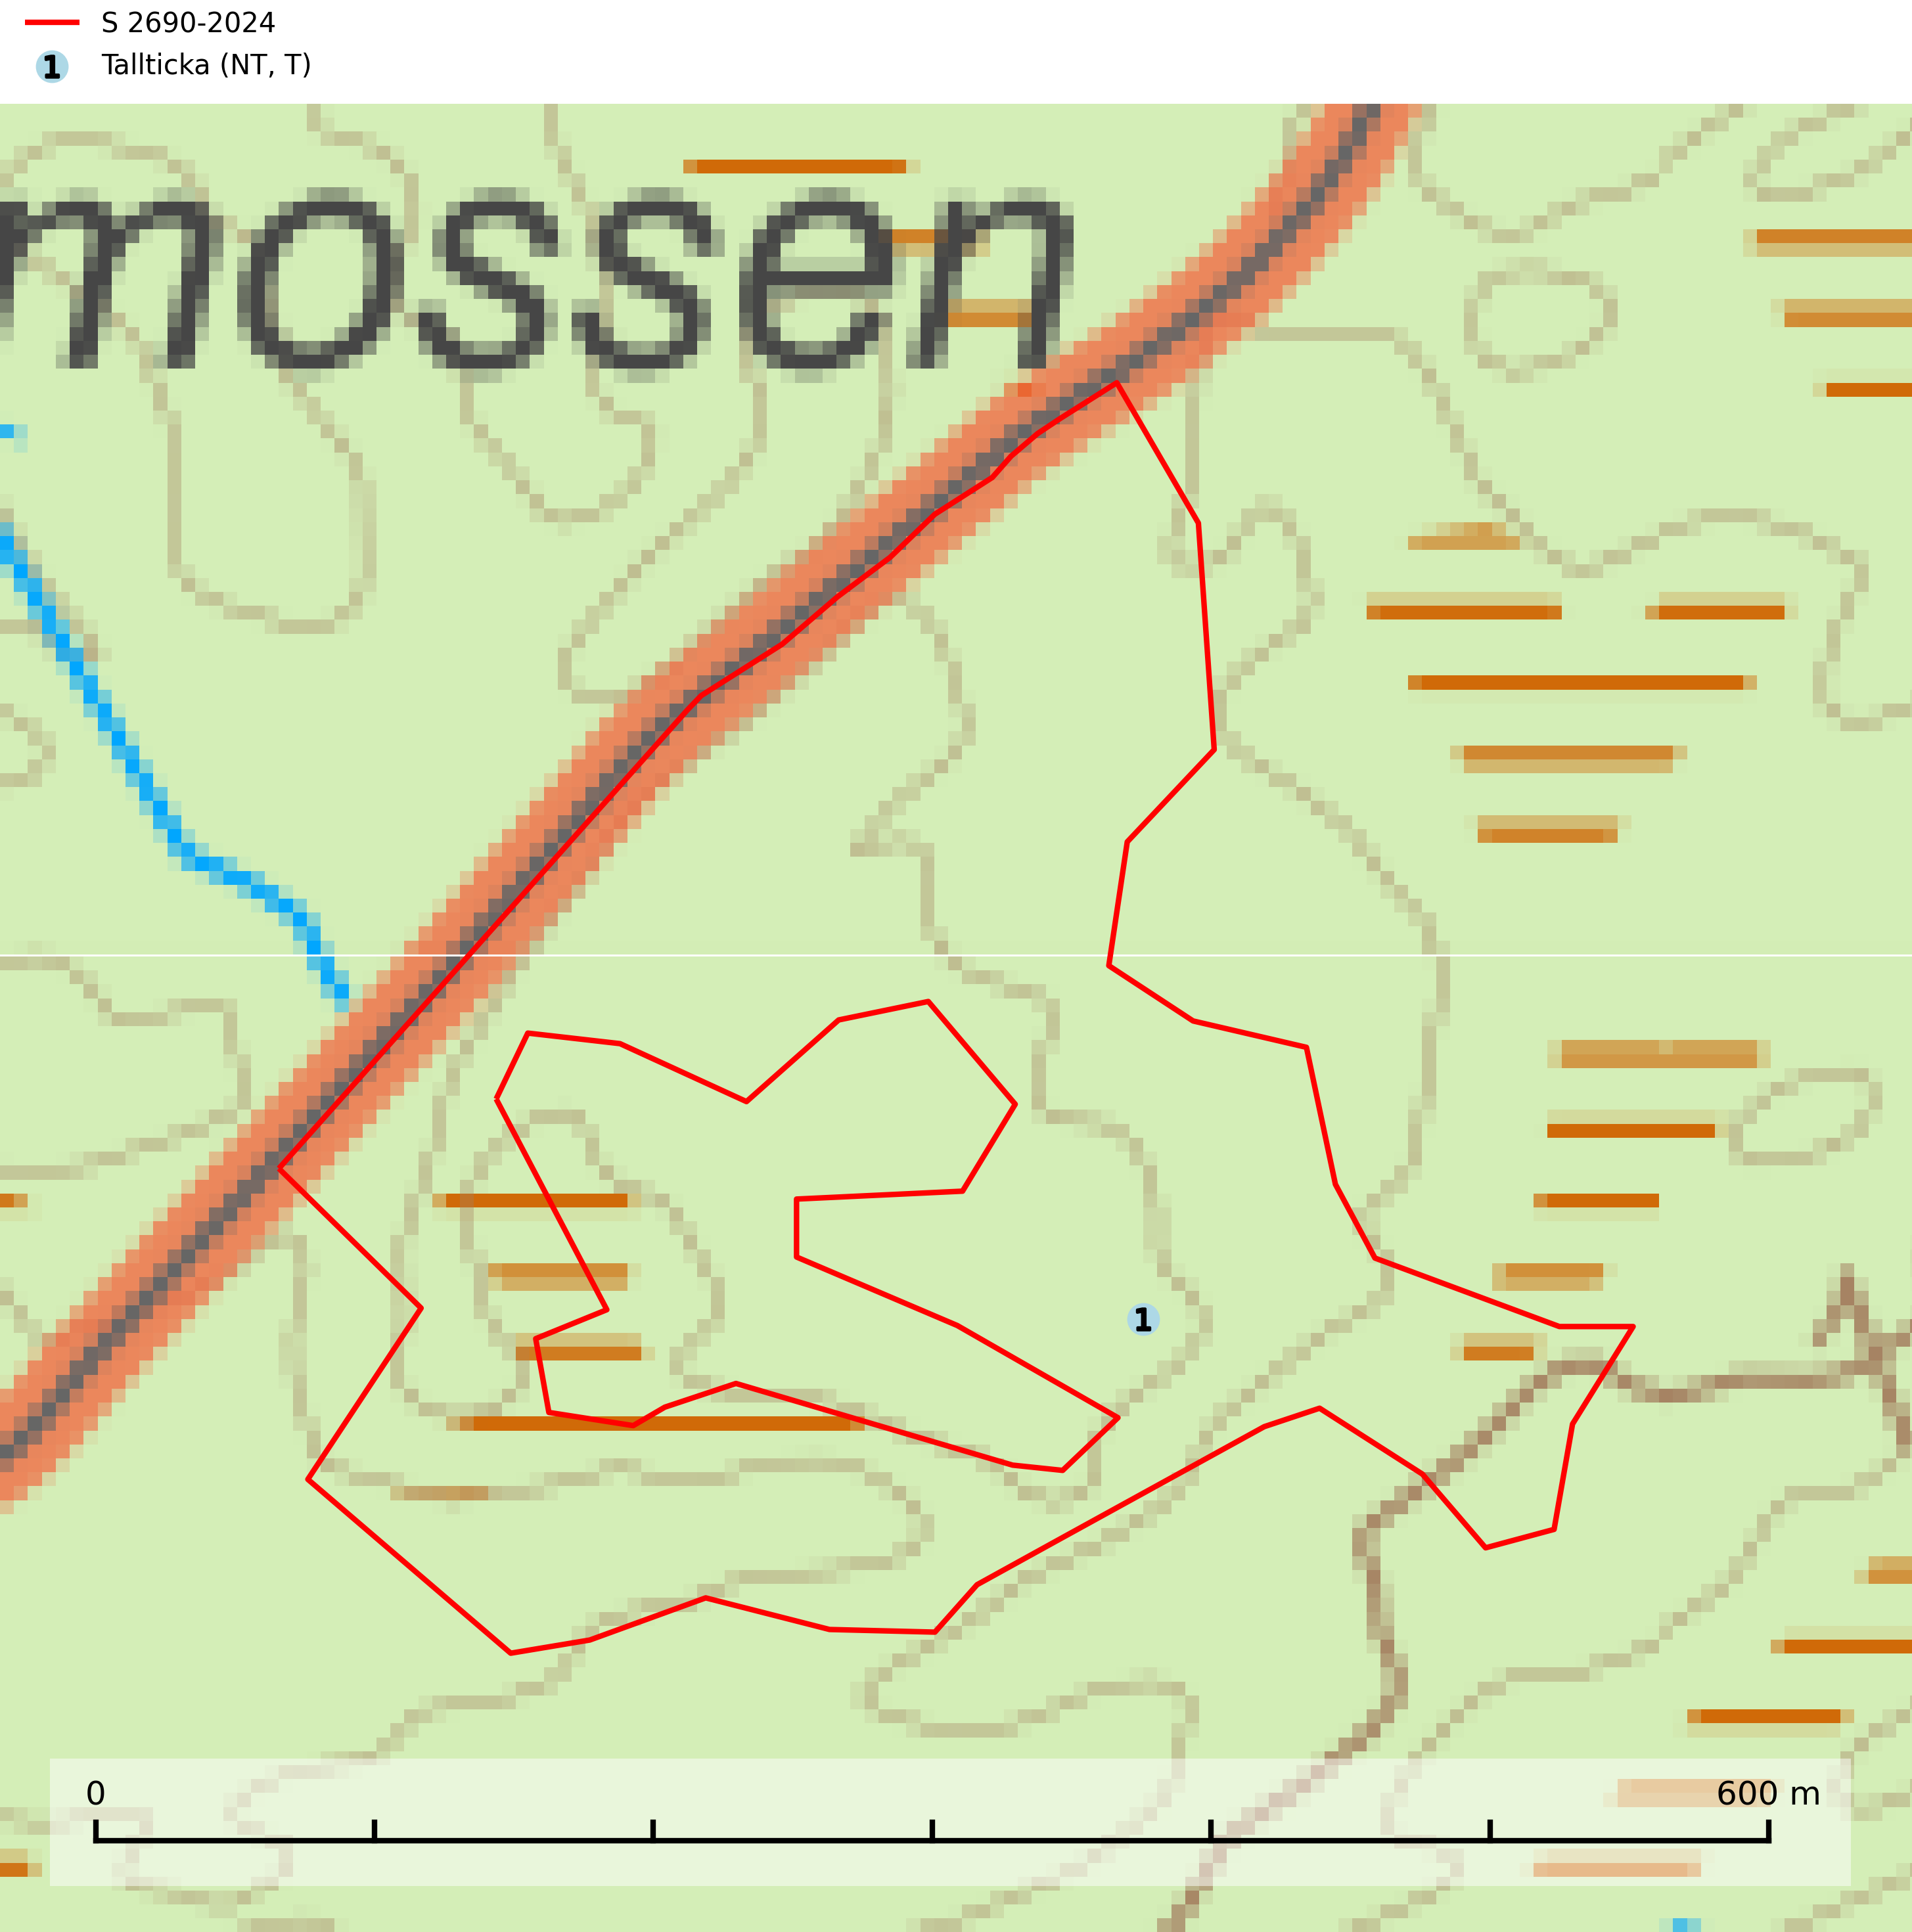 S 2690-2024
1 Tallticka (NT, T)
mossen
1
0 600 m